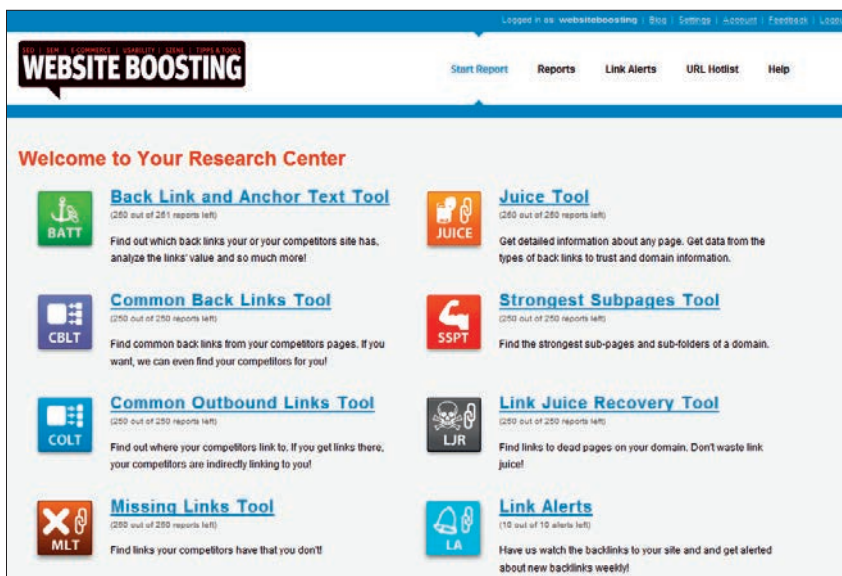 Logged in as: websiteboosting | Blog | Settings | Account | Feedback |
SEO | SEM | E-COMMERCE | USABILITY | SZENE | TIPPS & TOOLS
WEBSITE BOOSTING
Start Report Reports Link Alerts URL Hotlist Help
Welcome to Your Research Center
Back Link and Anchor Text Tool
(250 out of 251 reports left)
BATT
Find out which back links your or your competitors site has,
analyze the links' value and so much more!
Juice Tool
(250 out of 250 reports left)
JUICE
Get detailed information about any page. Get data from the
types of back links to trust and domain information.
Common Back Links Tool
(250 out of 250 reports left)
CBLT
Find common back links from your competitors pages. If you
want, we can even find your competitors for you!
Strongest Subpages Tool
(250 out of 250 reports left)
SSPT
Find the strongest sub-pages and sub-folders of a domain.
Common Outbound Links Tool
(250 out of 250 reports left)
COLT
Find out where your competitors link to. If you get links there,
your competitors are indirectly linking to you!
Link Juice Recovery Tool
(250 out of 250 reports left)
LJR
Find links to dead pages on your domain. Don't waste link
juice!
Missing Links Tool
(250 out of 250 reports left)
MLT
Find links your competitors have that you don't!
Link Alerts
(10 out of 10 alerts left)
LA
Have us watch the backlinks to your site and and get alerted
about new backlinks weekly!